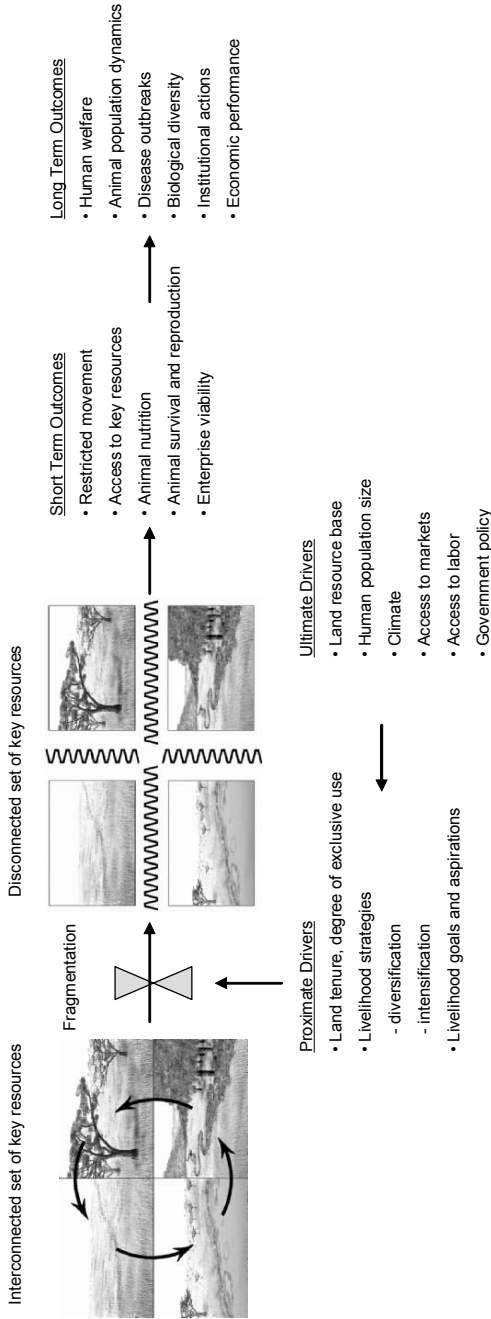 Interconnected set of key resources
Fragmentation
Disconnected set of key resources
Short Term Outcomes
• Restricted movement
• Access to key resources
• Animal nutrition
• Animal survival and reproduction
• Enterprise viability
Long Term Outcomes
• Human welfare
• Animal population dynamics
• Disease outbreaks
• Biological diversity
• Institutional actions
• Economic performance
Proximate Drivers
• Land tenure, degree of exclusive use
• Livelihood strategies
- diversification
- intensification
• Livelihood goals and aspirations
Ultimate Drivers
• Land resource base
• Human population size
• Climate
• Access to markets
• Access to labor
• Government policy